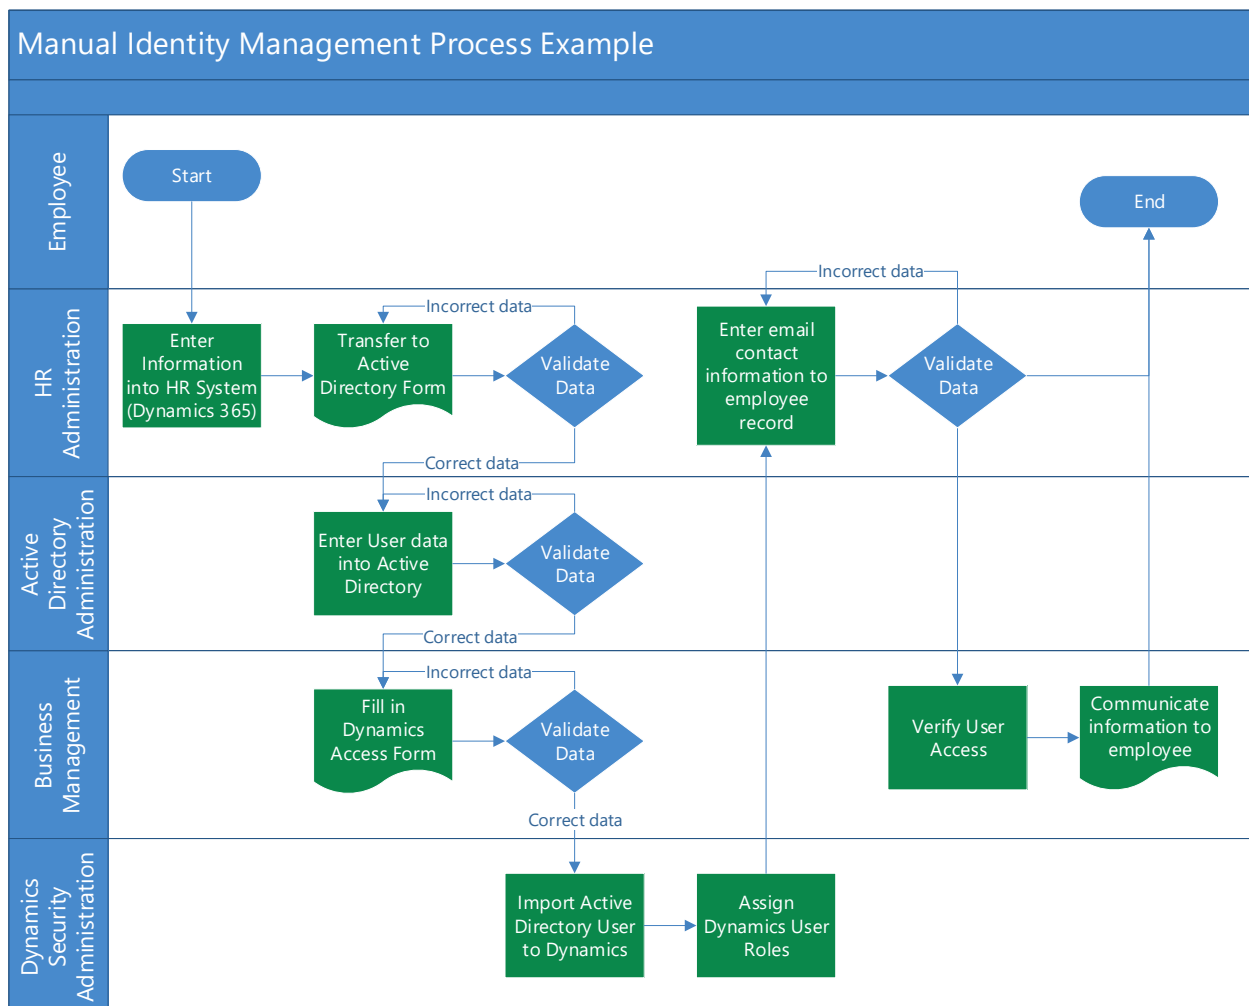 Manual Identity Management Process Example
Employee
Start
End
Incorrect data
HR
Administration
Incorrect data
Enter
Information
into HR System
(Dynamics 365)
Transfer to
Active
Directory Form
Validate
Data
Enter email
contact
information to
employee
record
Validate
Data
Correct data
Active
Directory
Administration
Incorrect data
Enter User data
into Active
Directory
Validate
Data
Correct data
Business
Management
Incorrect data
Fill in
Dynamics
Access Form
Validate
Data
Verify User
Access
Communicate
information to
employee
Correct data
Dynamics
Security
Administration
Import Active
Directory User
to Dynamics
Assign
Dynamics User
Roles